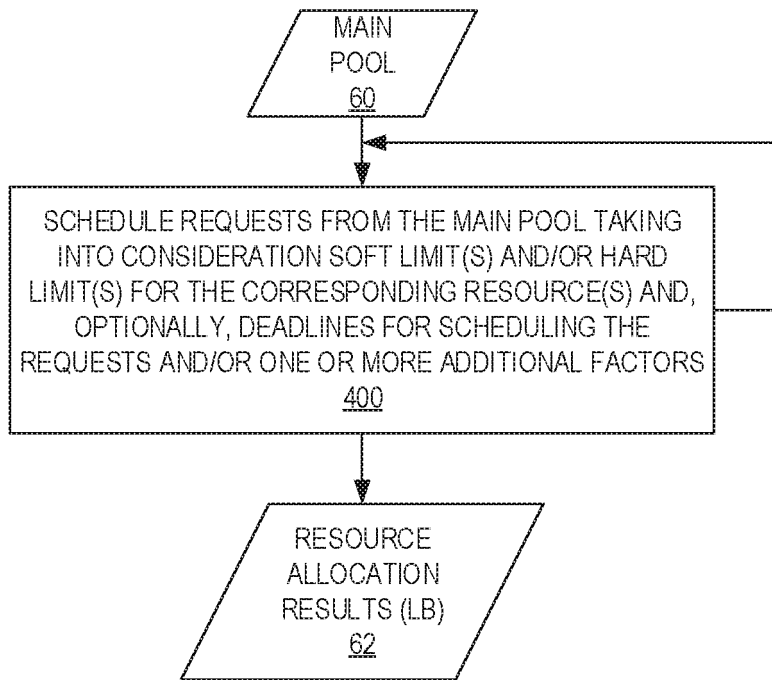 MAIN
POOL
60
SCHEDULE REQUESTS FROM THE MAIN POOL TAKING
INTO CONSIDERATION SOFT LIMIT(S) AND/OR HARD
LIMIT(S) FOR THE CORRESPONDING RESOURCE(S) AND,
OPTIONALLY, DEADLINES FOR SCHEDULING THE
REQUESTS AND/OR ONE OR MORE ADDITIONAL FACTORS
400
RESOURCE
ALLOCATION
RESULTS (LB)
62